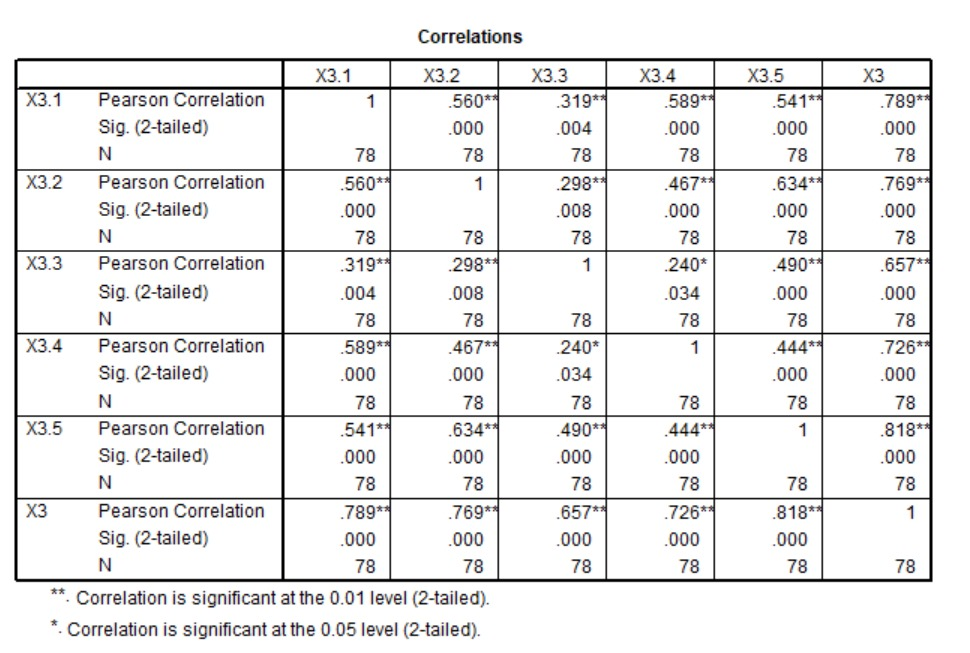 Correlations
X3.1 X3.2 X3.3 X3.4 X3.5 X3
X3.1 Pearson Correlation 1 .560** .319** .589** .541** .789**
Sig. (2-tailed) .000 .004 .000 .000 .000
N 78 78 78 78 78 78
X3.2 Pearson Correlation .560** 1 .298** .467** .634** .769**
Sig. (2-tailed) .000 .008 .000 .000 .000
N 78 78 78 78 78 78
X3.3 Pearson Correlation .319** .298** 1 .240* .490** .657**
Sig. (2-tailed) .004 .008 .034 .000 .000
N 78 78 78 78 78 78
X3.4 Pearson Correlation .589** .467** .240* 1 .444** .726**
Sig. (2-tailed) .000 .000 .034 .000 .000
N 78 78 78 78 78 78
X3.5 Pearson Correlation .541** .634** .490** .444** 1 .818**
Sig. (2-tailed) .000 .000 .000 .000 .000
N 78 78 78 78 78 78
X3 Pearson Correlation .789** .769** .657** .726** .818** 1
Sig. (2-tailed) .000 .000 .000 .000 .000
N 78 78 78 78 78 78
**. Correlation is significant at the 0.01 level (2-tailed).
*. Correlation is significant at the 0.05 level (2-tailed).